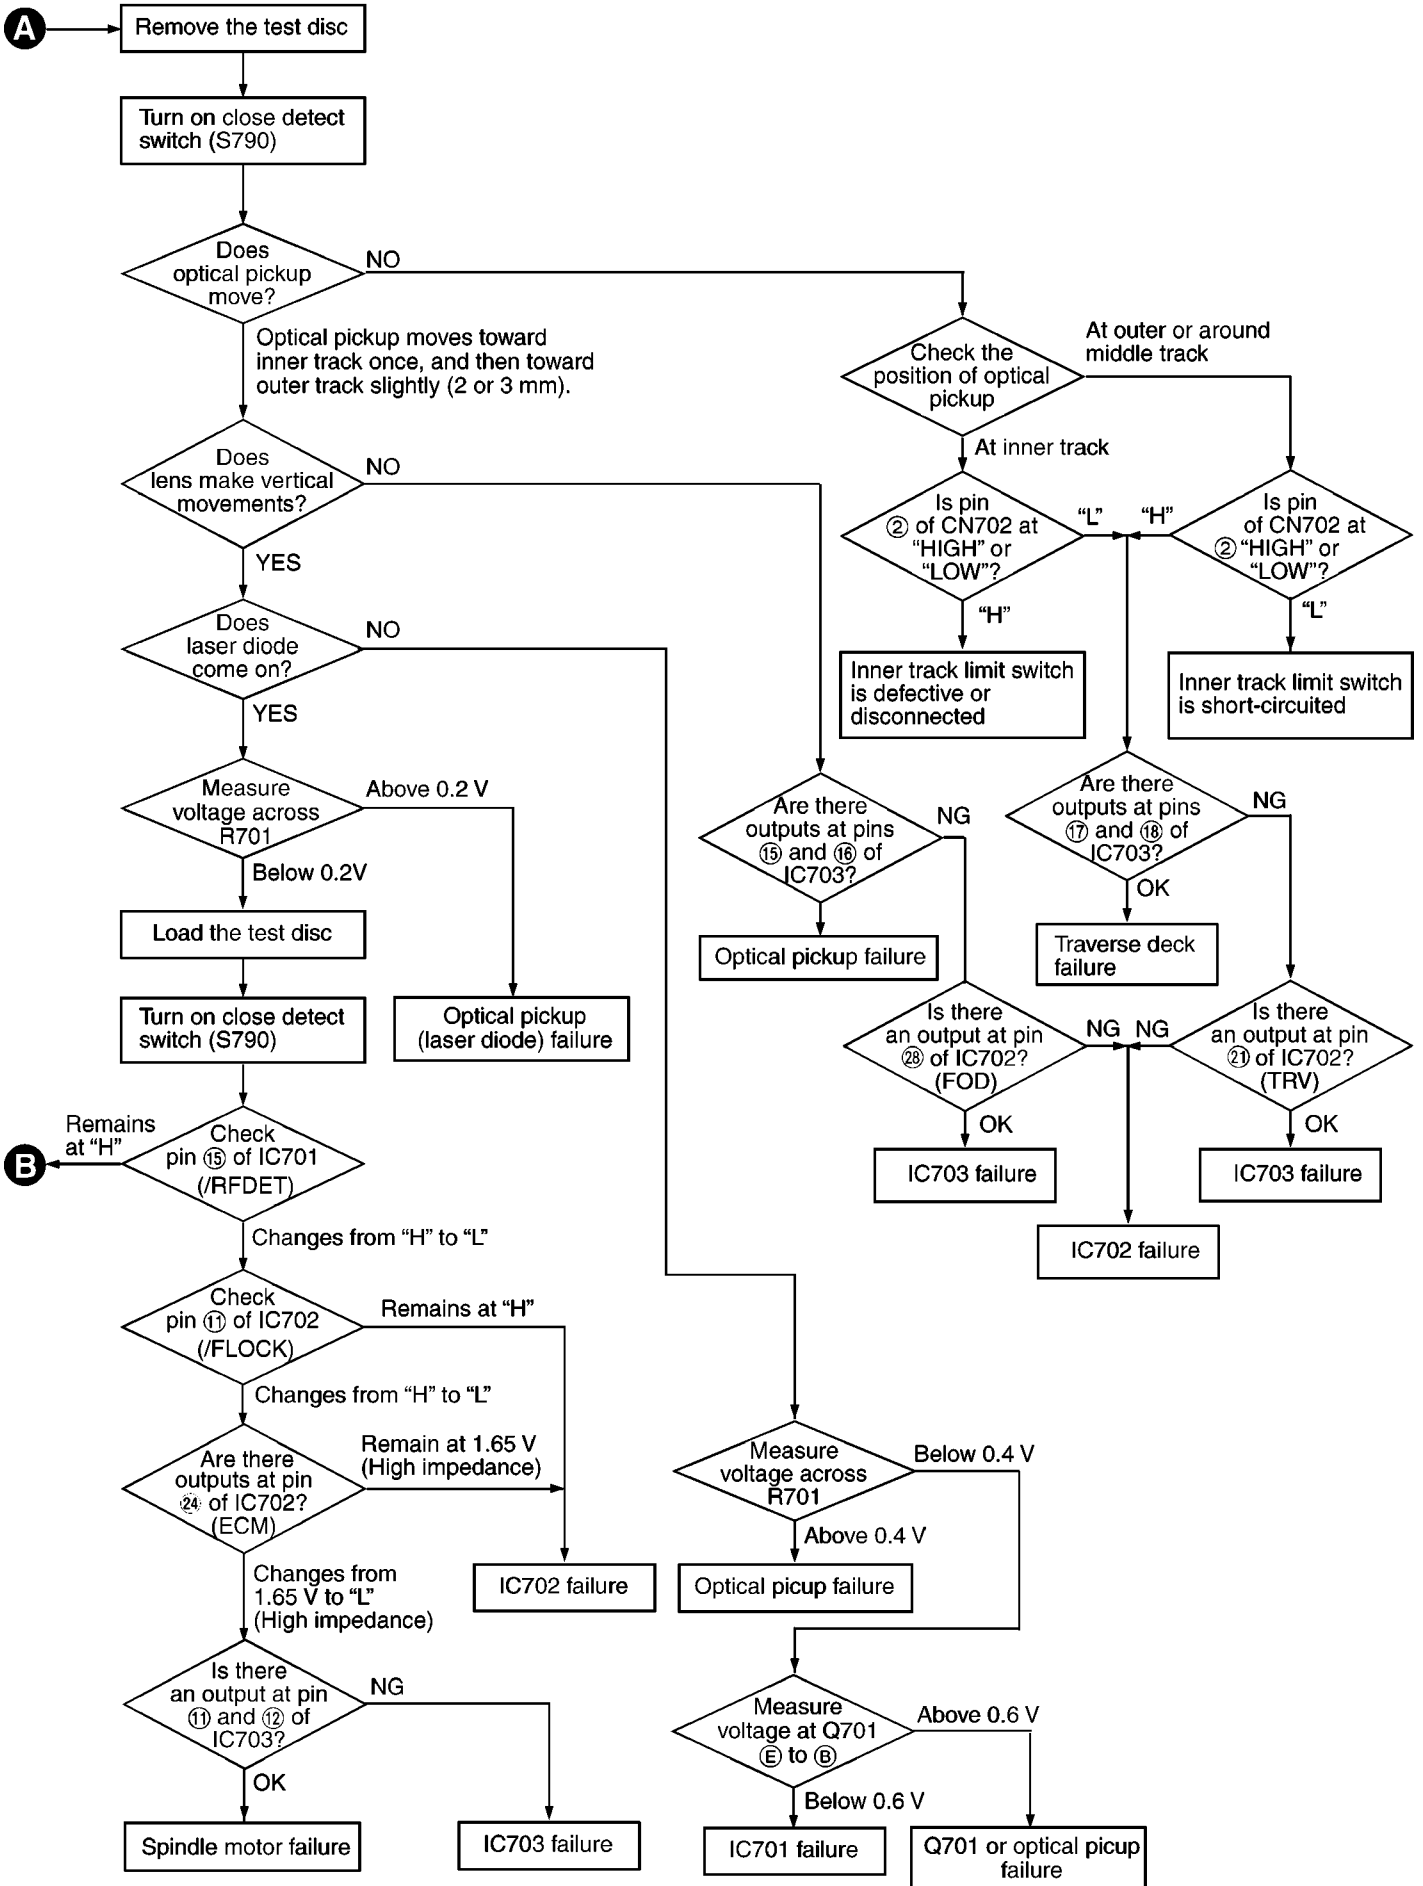 A
Remove the test disc
Turn on close detect
switch (S790)
Does
optical pickup
move?
NO
Optical pickup moves toward
inner track once, and then toward
outer track slightly (2 or 3 mm).
Check the
position of optical
pickup
At outer or around
middle track
At inner track
Does
lens make vertical
movements?
NO
YES
Is pin
② of CN702 at
“HIGH” or
“LOW”?
“L”
“H”
Is pin
of CN702 at
② “HIGH” or
“LOW”?
“H”
“L”
Does
laser diode
come on?
NO
YES
Inner track limit switch
is defective or
disconnected
Inner track limit switch
is short-circuited
Measure
voltage across
R701
Above 0.2 V
Below 0.2V
Are there
outputs at pins
⑮ and ⑯ of
IC703?
NG
Are there
outputs at pins
⑰ and ⑱ of
IC703?
NG
OK
Load the test disc
Optical pickup failure
Traverse deck
failure
Turn on close detect
switch (S790)
Optical pickup
(laser diode) failure
Is there
an output at pin
㉘ of IC702?
(FOD)
NG
NG
Is there
an output at pin
㉑ of IC702?
(TRV)
OK
OK
Remains
at “H”
B
Check
pin ⑮ of IC701
(/RFDET)
IC703 failure
IC703 failure
Changes from “H” to “L”
IC702 failure
Check
pin ⑪ of IC702
(/FLOCK)
Remains at “H”
Changes from “H” to “L”
Are there
outputs at pin
㉔ of IC702?
(ECM)
Remain at 1.65 V
(High impedance)
Measure
voltage across
R701
Below 0.4 V
Above 0.4 V
Changes from
1.65 V to “L”
(High impedance)
IC702 failure
Optical picup failure
Is there
an output at pin
⑪ and ⑫ of
IC703?
NG
OK
Measure
voltage at Q701
Ⓔ to Ⓑ
Above 0.6 V
Below 0.6 V
Spindle motor failure
IC703 failure
IC701 failure
Q701 or optical picup
failure